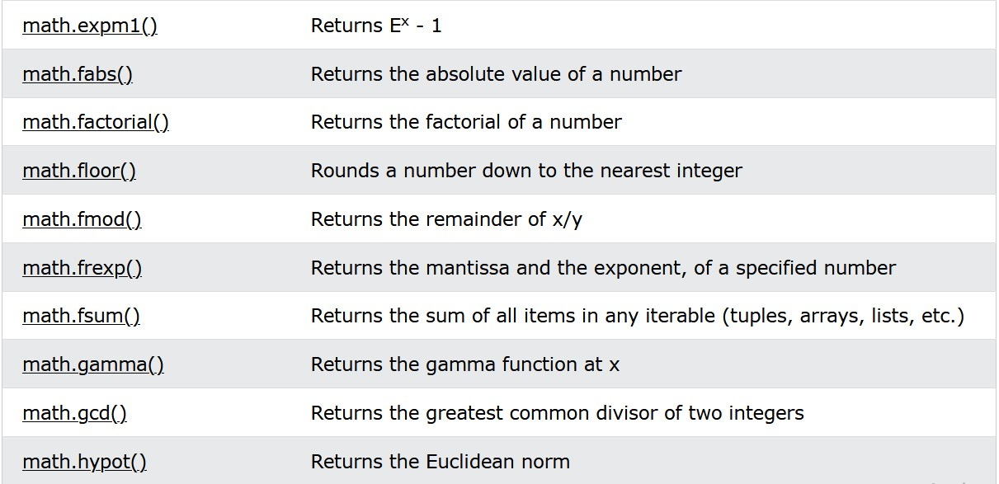 math.expm1() Returns Eˣ - 1
math.fabs() Returns the absolute value of a number
math.factorial() Returns the factorial of a number
math.floor() Rounds a number down to the nearest integer
math.fmod() Returns the remainder of x/y
math.frexp() Returns the mantissa and the exponent, of a specified number
math.fsum() Returns the sum of all items in any iterable (tuples, arrays, lists, etc.)
math.gamma() Returns the gamma function at x
math.gcd() Returns the greatest common divisor of two integers
math.hypot() Returns the Euclidean norm